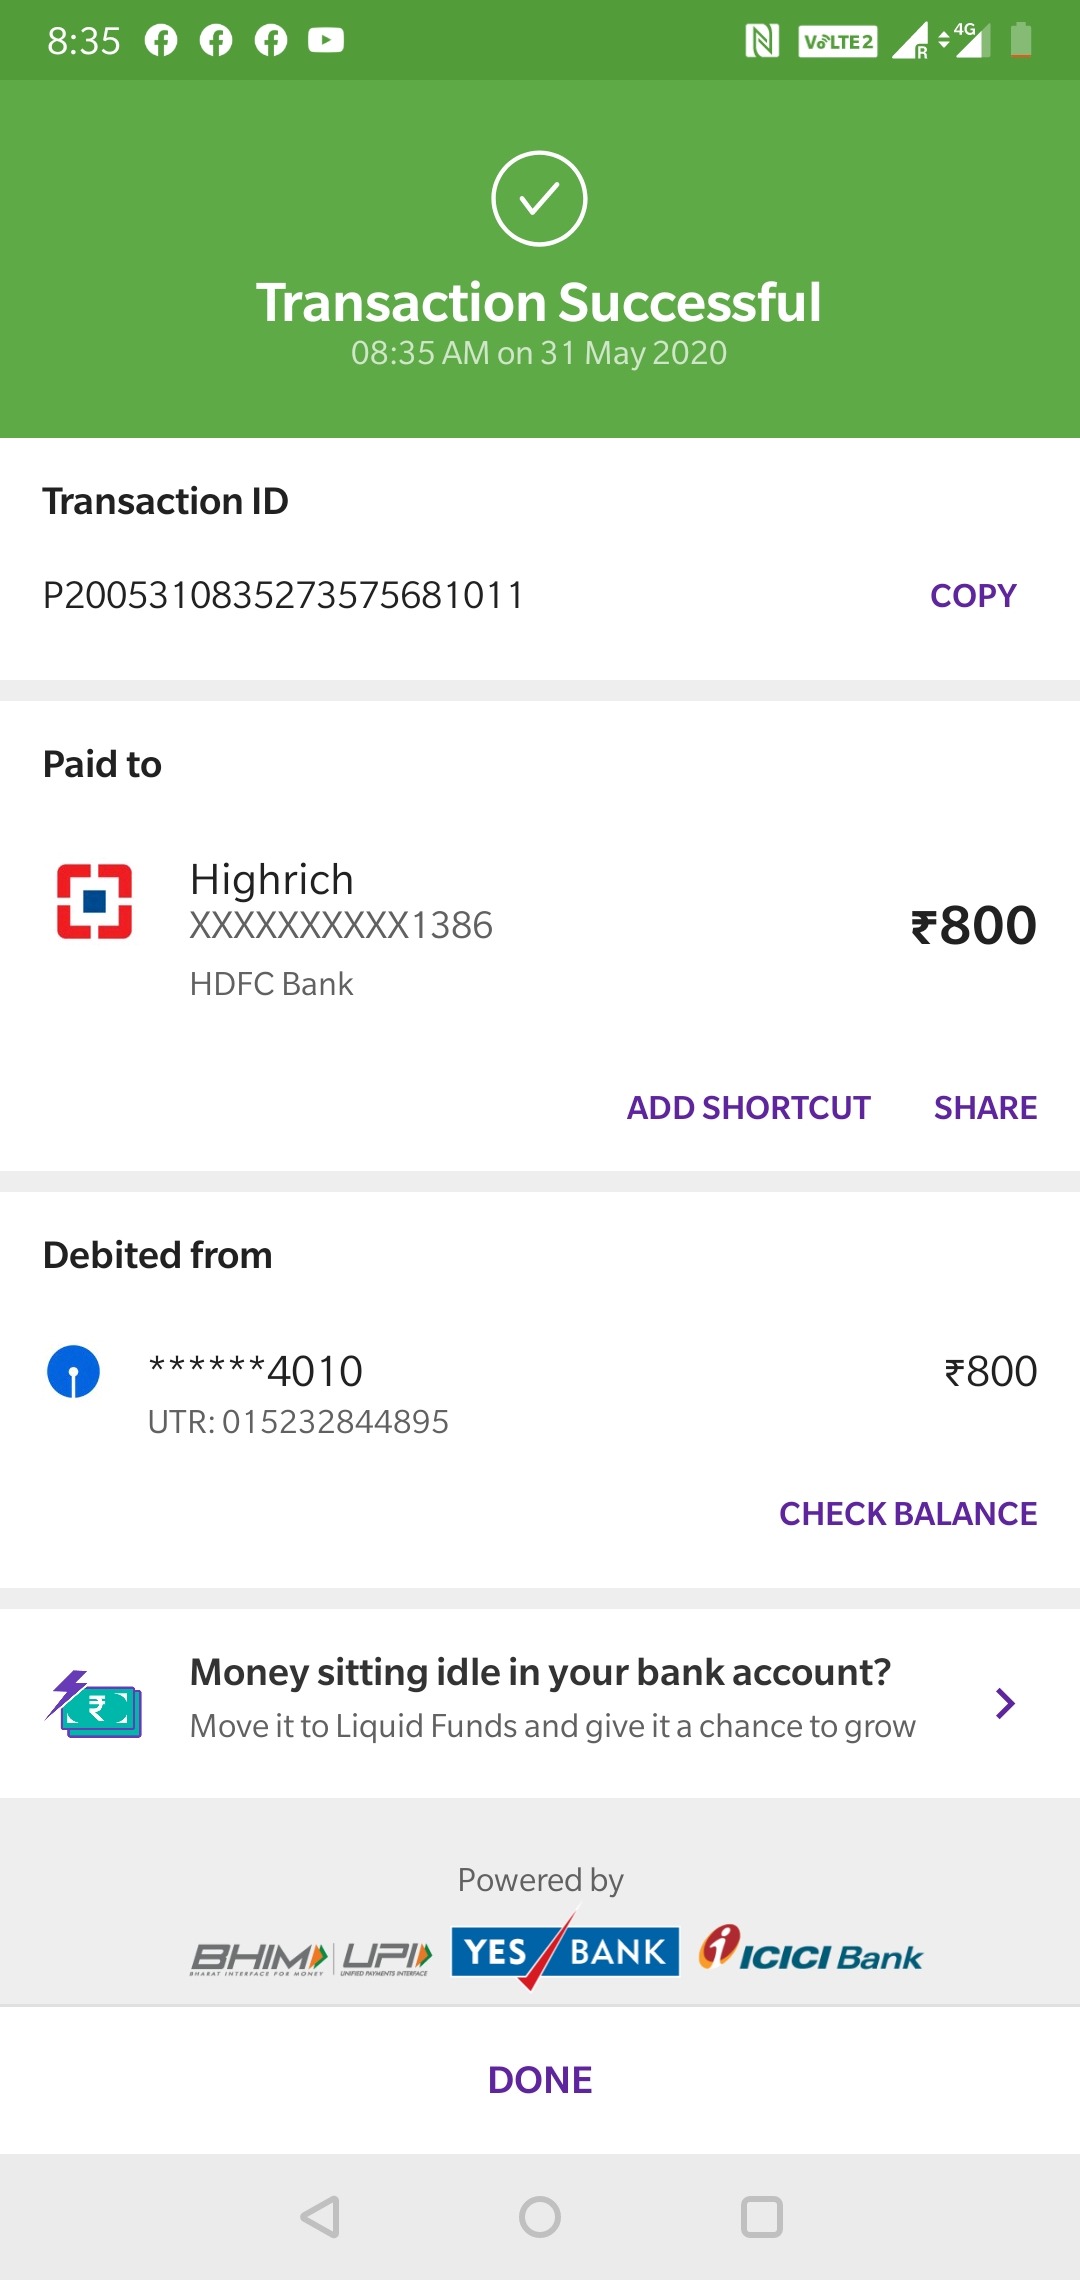 8:35 VoLTE2 R 4G
Transaction Successful
08:35 AM on 31 May 2020
Transaction ID
P2005310835273575681011 COPY
Paid to
Highrich
XXXXXXXXXX1386 ₹800
HDFC Bank
ADD SHORTCUT SHARE
Debited from
******4010 ₹800
UTR: 015232844895
CHECK BALANCE
Money sitting idle in your bank account?
₹ Move it to Liquid Funds and give it a chance to grow
Powered by
BHIM UPI YES BANK ICICI Bank
BHARAT INTERFACE FOR MONEY UNIFIED PAYMENTS INTERFACE
DONE